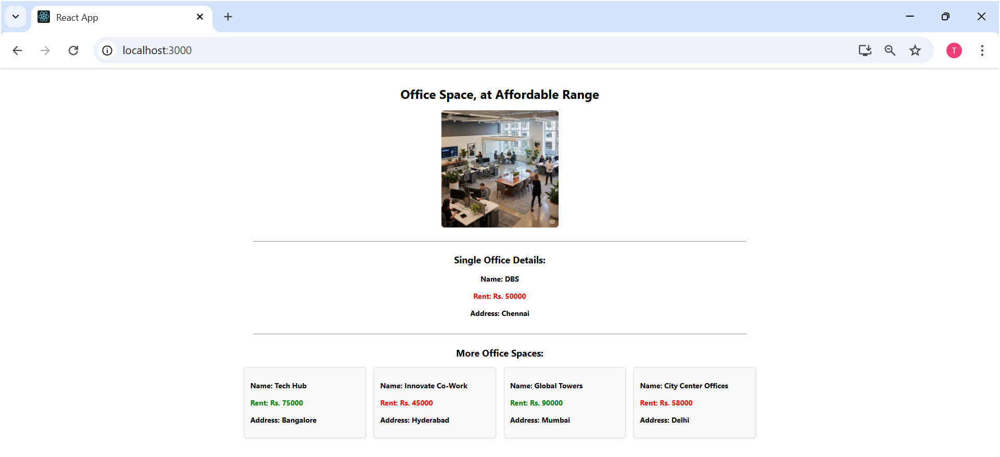 React App
localhost:3000
T
Office Space, at Affordable Range
Single Office Details:
Name: DBS
Rent: Rs. 50000
Address: Chennai
More Office Spaces:
Name: Tech Hub
Rent: Rs. 75000
Address: Bangalore
Name: Innovate Co-Work
Rent: Rs. 45000
Address: Hyderabad
Name: Global Towers
Rent: Rs. 90000
Address: Mumbai
Name: City Center Offices
Rent: Rs. 58000
Address: Delhi